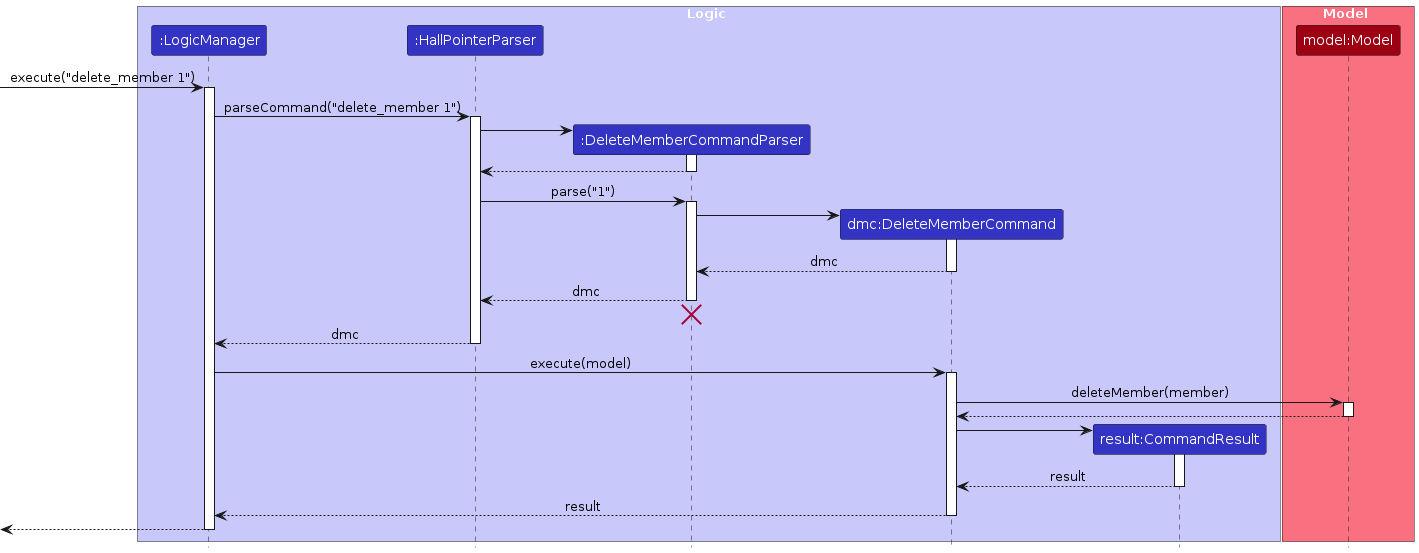 Logic
Model
:LogicManager
:HallPointerParser
model:Model
execute("delete_member 1")
parseCommand("delete_member 1")
:DeleteMemberCommandParser
parse("1")
dmc:DeleteMemberCommand
dmc
dmc
dmc
execute(model)
deleteMember(member)
result:CommandResult
result
result